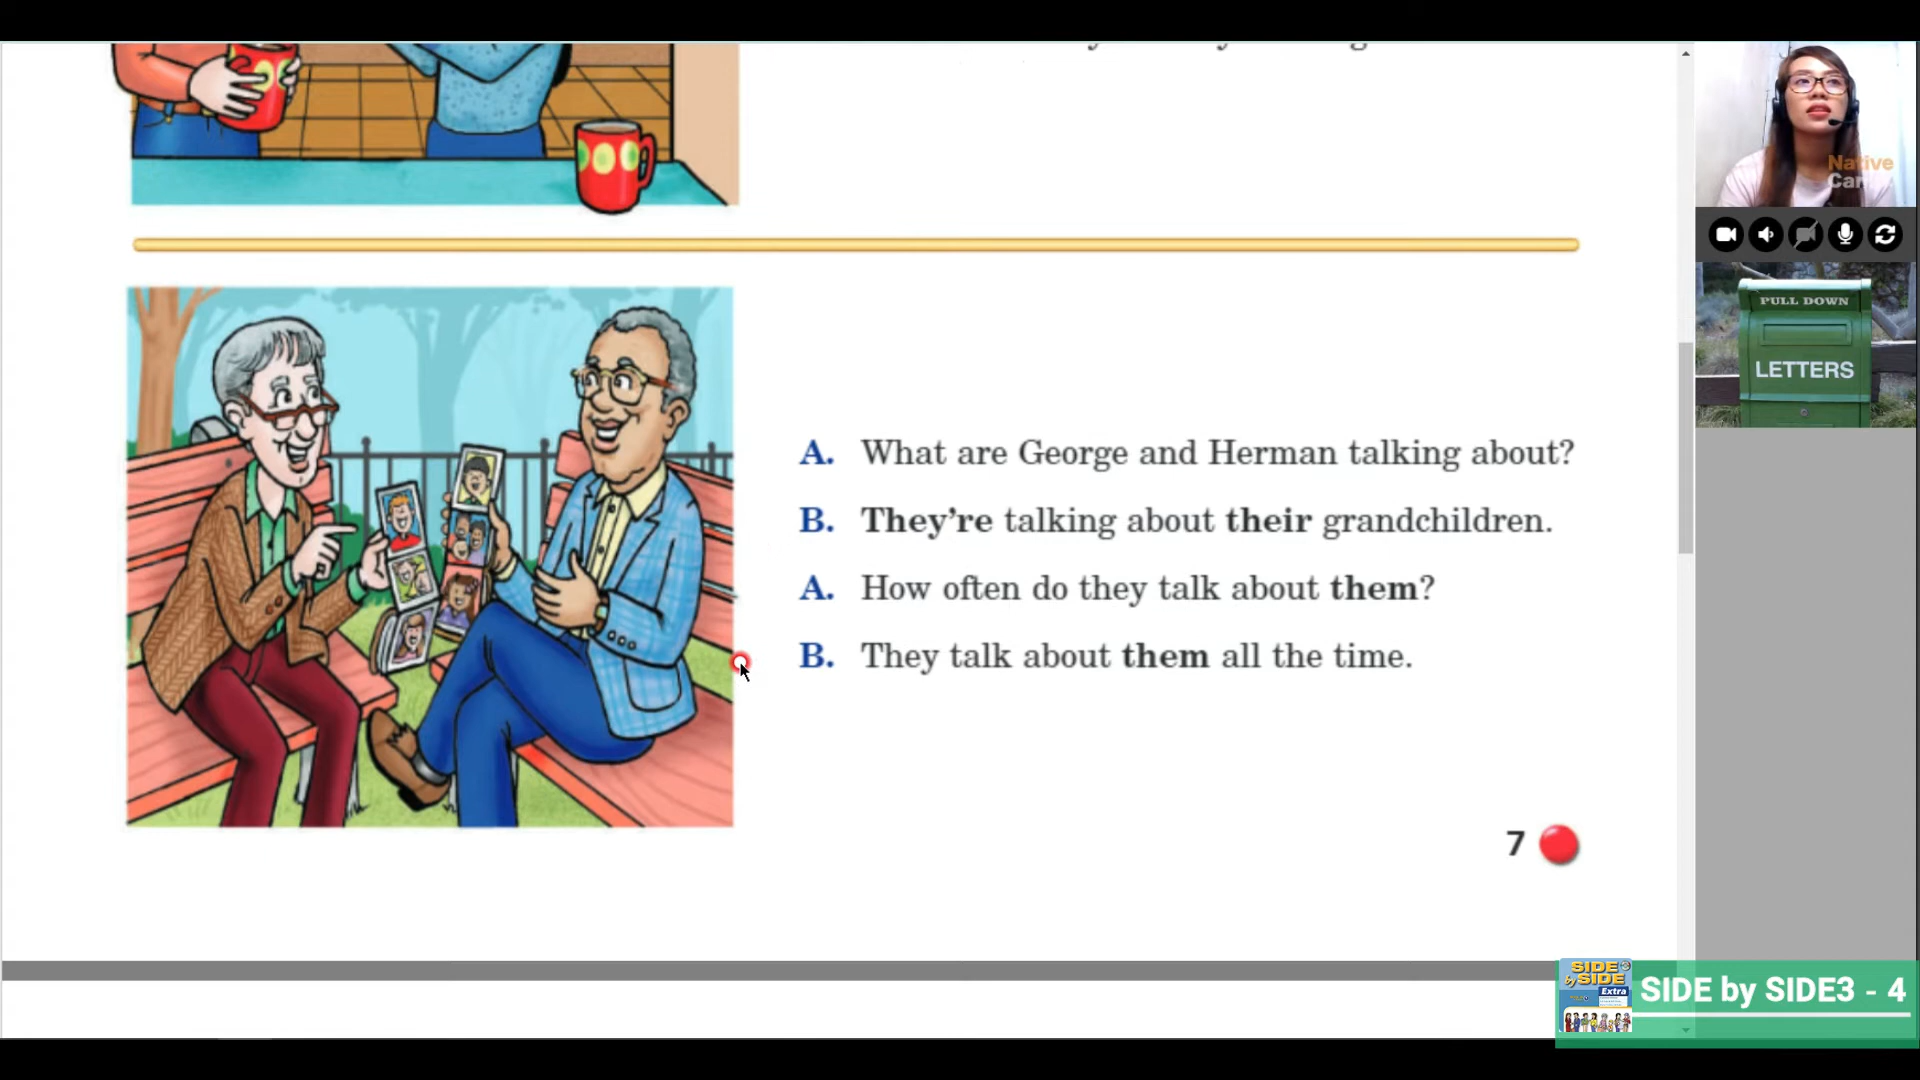 A. What are George and Herman talking about?
B. They're talking about their grandchildren.
A. How often do they talk about them?
B. They talk about them all the time.
7
Native
PULL DOWN
LETTERS
SIDE
by SIDE
Extra
SIDE by SIDE3 - 4